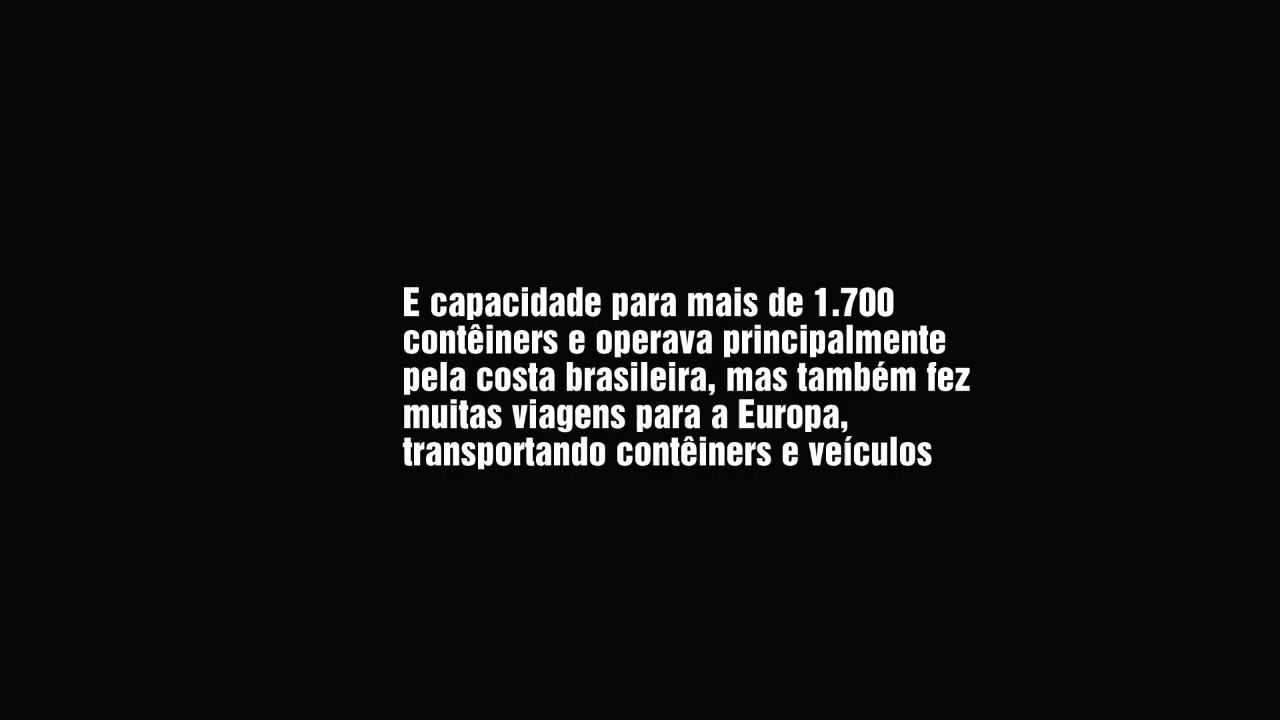 E capacidade para mais de 1.700
contêiners e operava principalmente
pela costa brasileira, mas também fez
muitas viagens para a Europa,
transportando contêiners e veículos